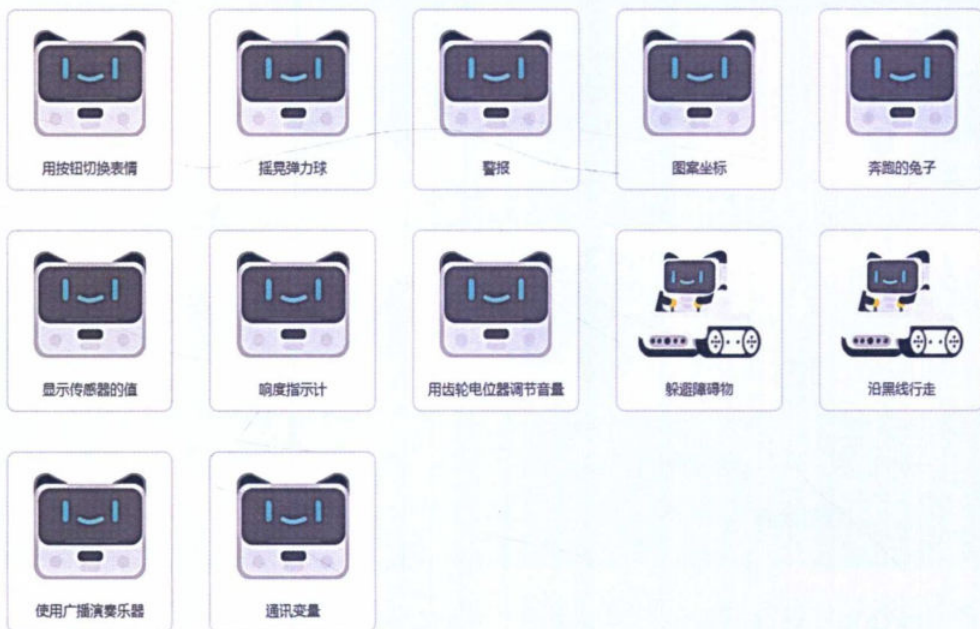 用按钮切换表情
摇晃弹力球
警报
图案坐标
奔跑的兔子
显示传感器的值
响度指示计
用齿轮电位器调节音量
躲避障碍物
沿黑线行走
使用广播演奏乐器
通讯变量